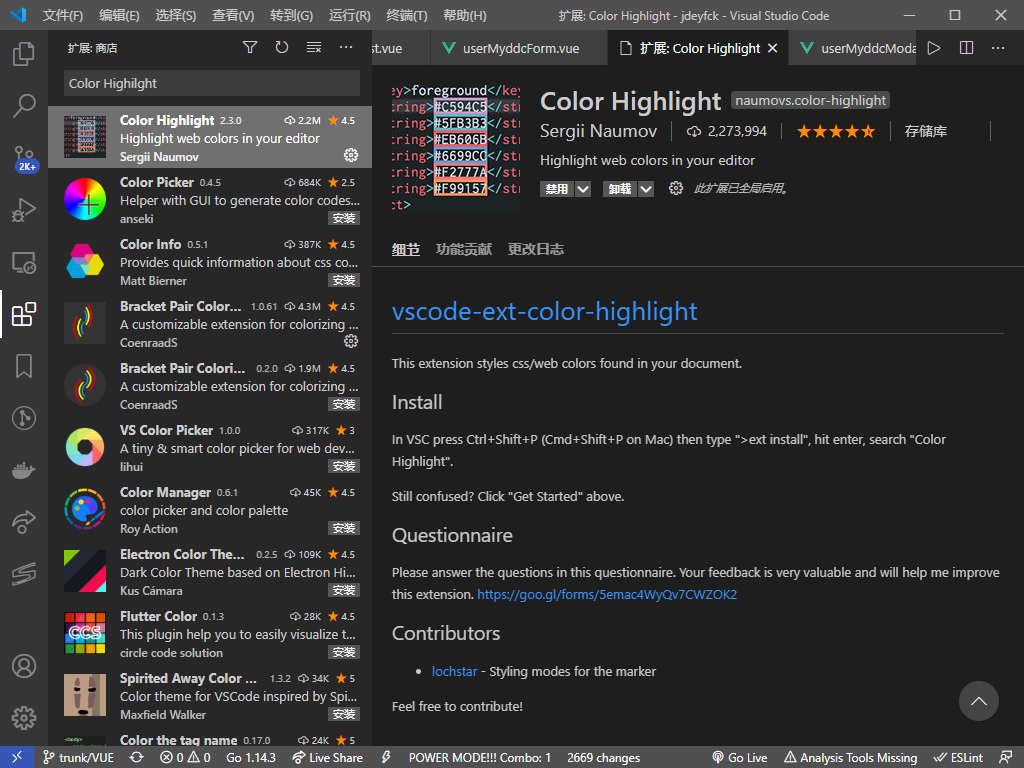 文件(F) 编辑(E) 选择(S) 查看(V) 转到(G) 运行(R) 终端(T) 帮助(H) 扩展: Color Highlight - jdeyfck - Visual Studio Code
扩展: 商店
Color Highilght
Color Highlight 2.3.0 2.2M 4.5
Highlight web colors in your editor
Sergii Naumov
Color Picker 0.4.5 684K 2.5
Helper with GUI to generate color codes...
anseki 安装
Color Info 0.5.1 387K 4.5
Provides quick information about css co...
Matt Bierner 安装
Bracket Pair Color... 1.0.61 4.3M 4.5
A customizable extension for colorizing ...
CoenraadS
Bracket Pair Colori... 0.2.0 1.9M 4.5
A customizable extension for colorizing ...
CoenraadS 安装
VS Color Picker 1.0.0 317K 3
A tiny & smart color picker for web dev...
lihui 安装
Color Manager 0.6.1 45K 4.5
color picker and color palette
Roy Action 安装
Electron Color The... 0.2.5 109K 4.5
Dark Color Theme based on Electron Hi...
Kus Cámara 安装
Flutter Color 0.1.3 28K 4.5
CCS
This plugin help you to easily visualize t...
circle code solution 安装
Spirited Away Color ... 1.3.2 34K 5
Color theme for VSCode inspired by Spi...
Maxfield Walker 安装
Color the tag name 0.17.0 24K 5
2K+
st.vue userMyddcForm.vue 扩展: Color Highlight userMyddcModa
ey>foreground</key
ring>#C594C5</str
ring>#5FB3B3</str
ring>#EB606B</str
ring>#6699CC</str
ring>#F2777A</str
ring>#F99157</str
ct>
Color Highlight naumovs.color-highlight
Sergii Naumov 2,273,994 存储库
Highlight web colors in your editor
禁用 卸载 此扩展已全局启用。
细节 功能贡献 更改日志
vscode-ext-color-highlight
This extension styles css/web colors found in your document.
Install
In VSC press Ctrl+Shift+P (Cmd+Shift+P on Mac) then type ">ext install", hit enter, search "Color
Highlight".
Still confused? Click "Get Started" above.
Questionnaire
Please answer the questions in this questionnaire. Your feedback is very valuable and will help me improve
this extension. https://goo.gl/forms/5emac4WyQv7CWZOK2
Contributors
• lochstar - Styling modes for the marker
Feel free to contribute!
trunk/VUE 0 0 Go 1.14.3 Live Share POWER MODE!!! Combo: 1 2669 changes Go Live Analysis Tools Missing ESLint